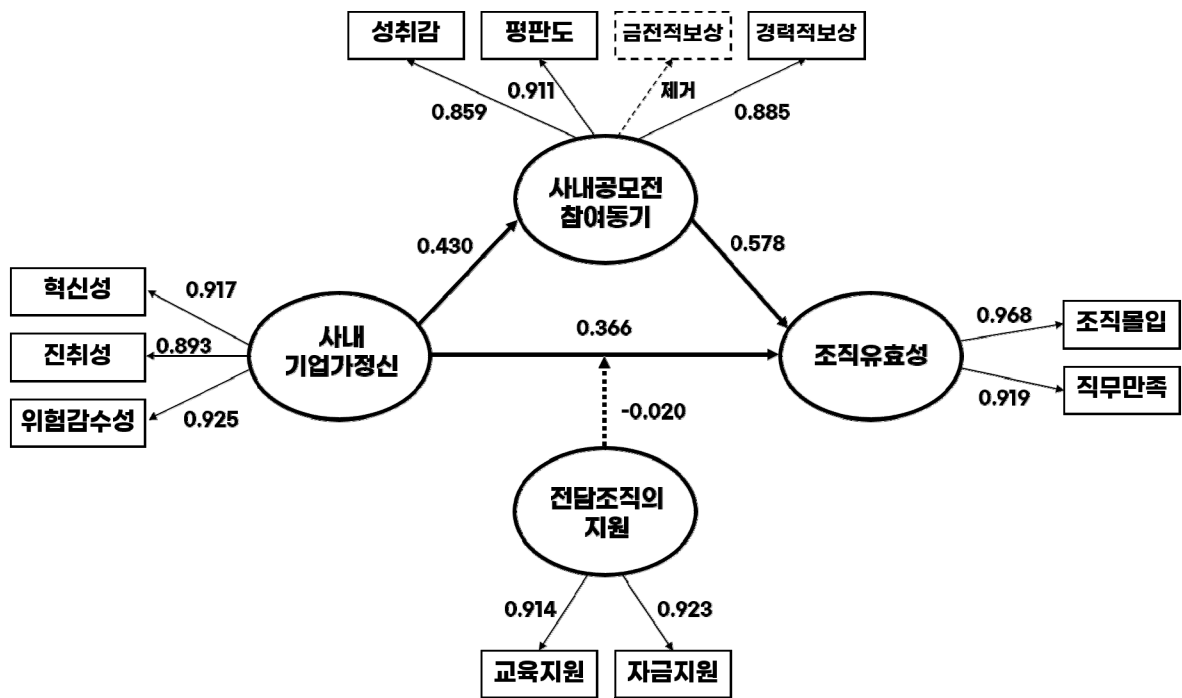 성취감
평판도
금전적보상
경력적보상
0.859
0.911
제거
0.885
사내공모전
참여동기
0.430
0.578
혁신성
0.917
진취성
0.893
위험감수성
0.925
사내
기업가정신
0.366
조직유효성
0.968
조직몰입
0.919
직무만족
-0.020
전담조직의
지원
0.914
0.923
교육지원
자금지원